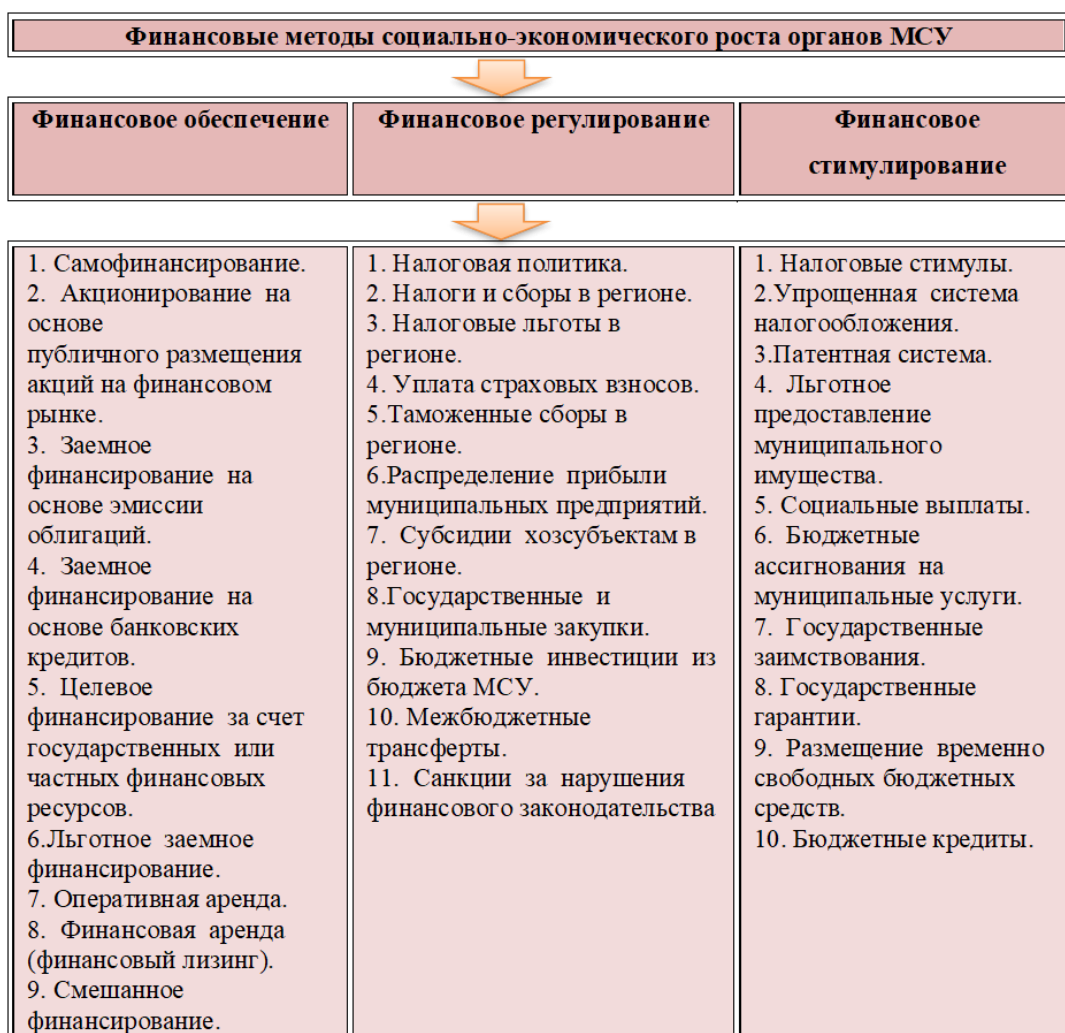 Финансовые методы социально-экономического роста органов МСУ
Финансовое обеспечение
Финансовое регулирование
Финансовое
стимулирование
1. Самофинансирование.
2. Акционирование на
основе
публичного размещения
акций на финансовом
рынке.
3. Заемное
финансирование на
основе эмиссии
облигаций.
4. Заемное
финансирование на
основе банковских
кредитов.
5. Целевое
финансирование за счет
государственных или
частных финансовых
ресурсов.
6.Льготное заемное
финансирование.
7. Оперативная аренда.
8. Финансовая аренда
(финансовый лизинг).
9. Смешанное
финансирование.
1. Налоговая политика.
2. Налоги и сборы в регионе.
3. Налоговые льготы в
регионе.
4. Уплата страховых взносов.
5.Таможенные сборы в
регионе.
6.Распределение прибыли
муниципальных предприятий.
7. Субсидии хозсубъектам в
регионе.
8.Государственные и
муниципальные закупки.
9. Бюджетные инвестиции из
бюджета МСУ.
10. Межбюджетные
трансферты.
11. Санкции за нарушения
финансового законодательства
1. Налоговые стимулы.
2.Упрощенная система
налогообложения.
3.Патентная система.
4. Льготное
предоставление
муниципального
имущества.
5. Социальные выплаты.
6. Бюджетные
ассигнования на
муниципальные услуги.
7. Государственные
заимствования.
8. Государственные
гарантии.
9. Размещение временно
свободных бюджетных
средств.
10. Бюджетные кредиты.